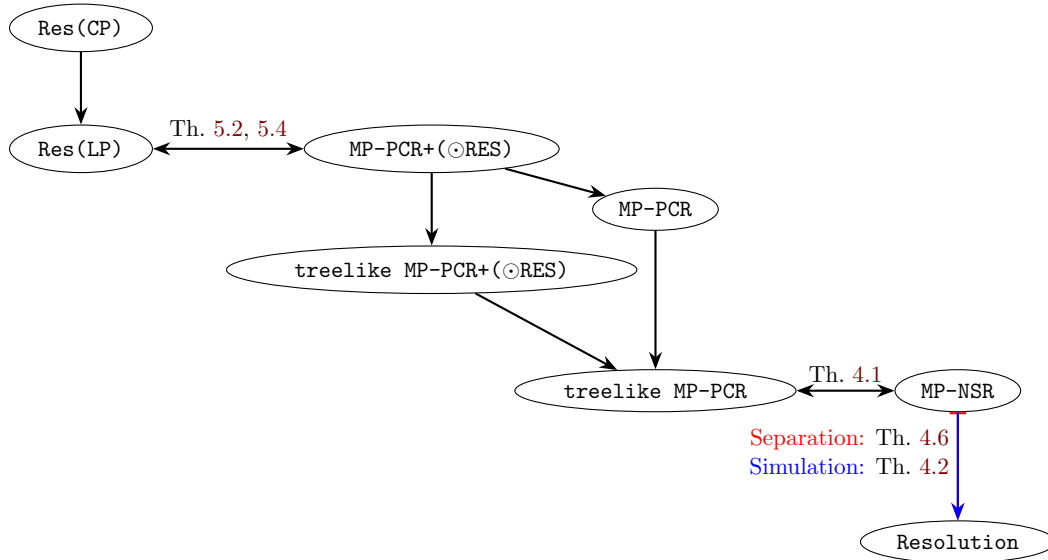 Res(CP)
Th. 5.2, 5.4
Res(LP)
MP-PCR+(⊙RES)
MP-PCR
treelike MP-PCR+(⊙RES)
Th. 4.1
treelike MP-PCR
MP-NSR
Separation: Th. 4.6
Simulation: Th. 4.2
Resolution